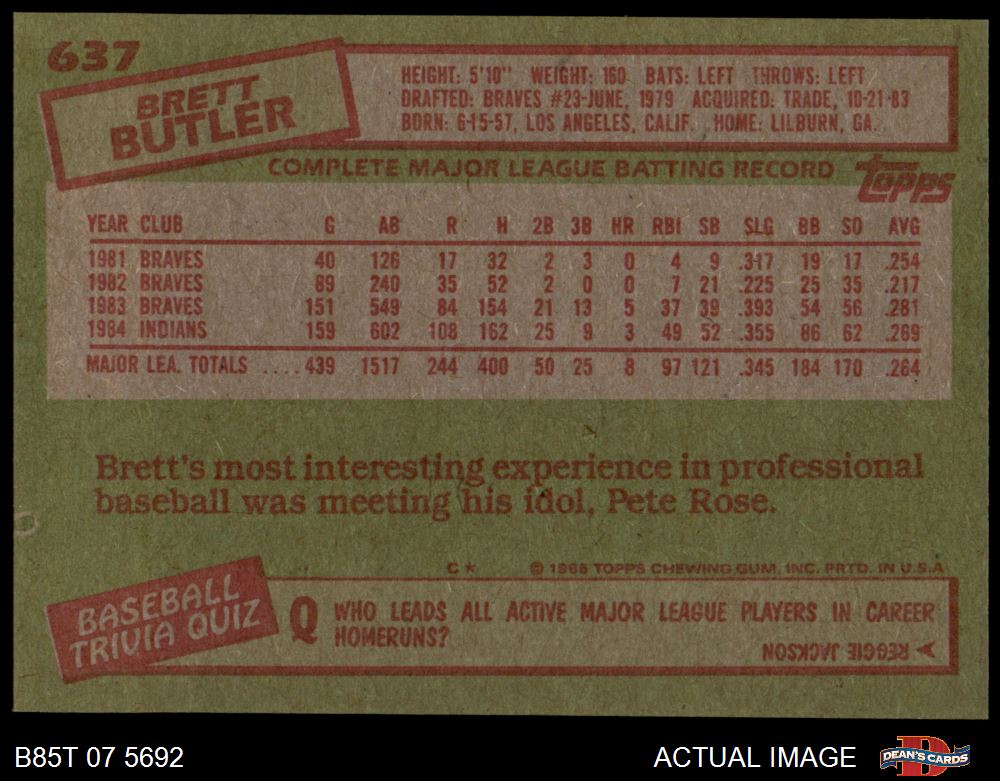 637
BRETT
BUTLER
HEIGHT: 5'10" WEIGHT: 160 BATS: LEFT THROWS: LEFT
DRAFTED: BRAVES #23-JUNE, 1979 ACQUIRED: TRADE, 10-21-83
BORN: 6-15-57, LOS ANGELES, CALIF. HOME: LILBURN, GA.
COMPLETE MAJOR LEAGUE BATTING RECORD
Topps
YEAR CLUB G AB R H 2B 3B HR RBI SB SLG BB SO AVG
1981 BRAVES 40 126 17 32 2 3 0 4 9 .317 19 17 .254
1982 BRAVES 89 240 35 52 2 0 0 7 21 .225 25 35 .217
1983 BRAVES 151 549 84 154 21 13 5 37 39 .393 54 56 .281
1984 INDIANS 159 602 108 162 25 9 3 49 52 .355 86 62 .269
MAJOR LEA. TOTALS ....439 1517 244 400 50 25 8 97 121 .345 184 170 .264
Brett's most interesting experience in professional
baseball was meeting his idol, Pete Rose.
C* © 1985 TOPPS CHEWING GUM, INC. PRTD. IN U.S.A
BASEBALL
TRIVIA QUIZ
Q WHO LEADS ALL ACTIVE MAJOR LEAGUE PLAYERS IN CAREER
HOMERUNS?
REGGIE JACKSON
B85T 07 5692
ACTUAL IMAGE
D
DEAN'S CARDS